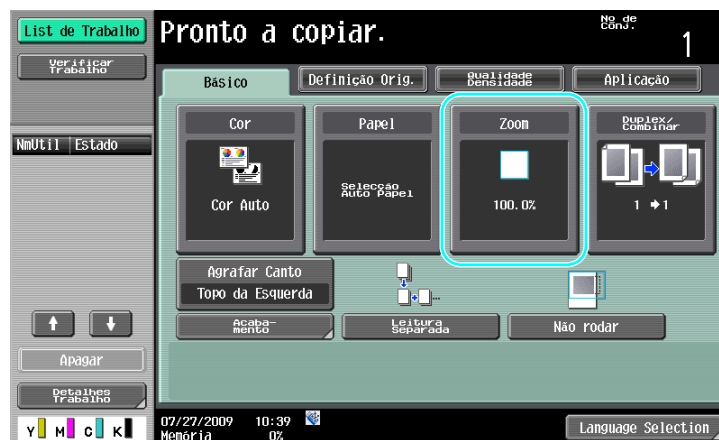 List de Trabalho
Pronto a copiar.
Nº de
Conj.
1
Verificar
Trabalho
Básico
Definição Orig.
Qualidade
Densidade
Aplicação
Cor
Papel
Zoom
Duplex/
Combinar
NmUtil Estado
Cor Auto
Selecção
Auto Papel
100.0%
1 → 1
Agrafar Canto
Topo da Esquerda
Acaba-
mento
Leitura
Separada
Não rodar
Apagar
Detalhes
Trabalho
Y M C K
07/27/2009 10:39
Memória 0%
Language Selection